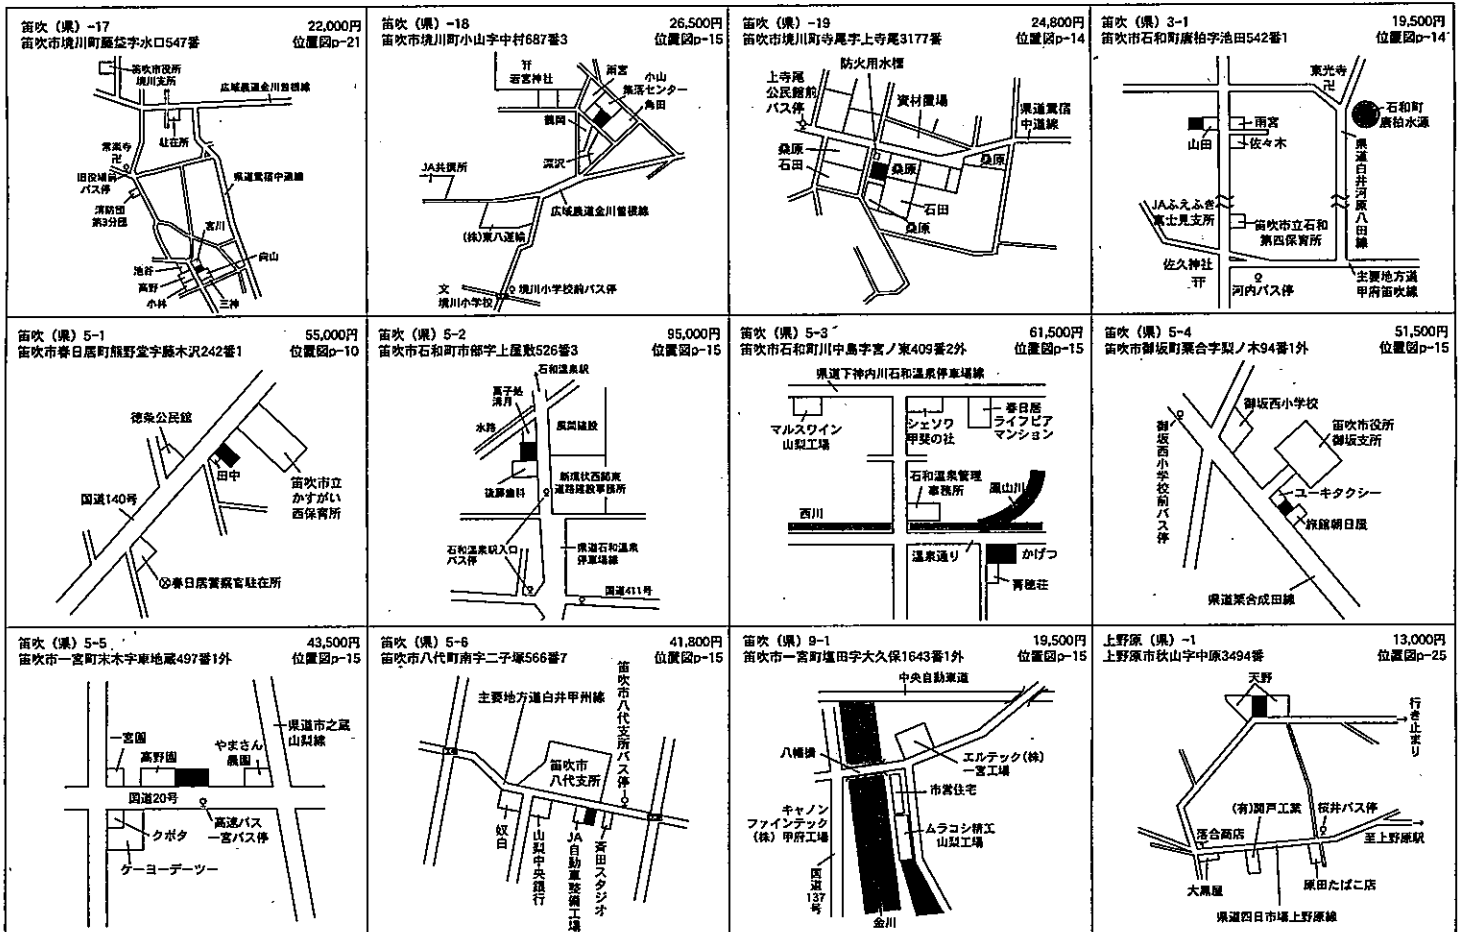 笛吹（県）-17
22,000円
笛吹市境川町藤垈字水口547番
位置図p-21
笛吹市役所
境川支所
広域農道金川曽根線
駐在所
常楽寺
卍
旧役場前
バス停
県道鶯宿中道線
消防団
第3分団
宮川
向山
池谷
高野
小林
三神
笛吹（県）-18
26,500円
笛吹市境川町小山字中村687番3
位置図p-15
若宮神社
雨宮
小山
集落センター
角田
鶴岡
深沢
JA共撰所
広域農道金川曽根線
(株)東八運輸
文
境川小学校
境川小学校前バス停
笛吹（県）-19
24,800円
笛吹市境川町寺尾字上寺尾3177番
位置図p-14
防火用水槽
上寺尾
公民館前
バス停
資材置場
県道鶯宿
中道線
桑原
石田
桑原
桑原
石田
桑原
笛吹（県）3-1
19,500円
笛吹市石和町唐柏字池田542番1
位置図p-14
東光寺
卍
石和町
唐柏水源
雨宮
山田
佐々木
県道白井河原八田線
JAふえふき
富士見支所
笛吹市立石和
第四保育所
佐久神社
河内バス停
主要地方道
甲府笛吹線
笛吹（県）5-1
55,000円
笛吹市春日居町熊野堂字藤木沢242番1
位置図p-10
徳条公民館
田中
国道140号
笛吹市立
かすがい
西保育所
春日居警察官駐在所
笛吹（県）5-2
95,000円
笛吹市石和町市部字上屋敷526番3
位置図p-15
石和温泉駅
菓子処
清月
水路
風間建設
後藤歯科
新環状西関東
道路建設事務所
石和温泉駅入口
バス停
県道石和温泉
停車場線
国道411号
笛吹（県）5-3
61,500円
笛吹市石和町川中島字宮ノ東409番2外
位置図p-15
県道下神内川石和温泉停車場線
マルスワイン
山梨工場
シェソワ
甲斐の社
春日居
ライフピア
マンション
石和温泉管理
事務所
西川
温泉通り
かげつ
笛吹（県）5-4
51,500円
笛吹市御坂町栗合字梨ノ木94番1外
位置図p-15
御坂西小学校
笛吹市役所
御坂支所
御坂西小学校前バス停
ユーキタクシー
旅館朝日屋
県道栗合成田線
笛吹（県）5-5
43,500円
笛吹市一宮町末木字東地蔵497番1外
位置図p-15
県道市之蔵
山梨線
一宮園
高野園
やまさん
農園
国道20号
高速バス
一宮バス停
クボタ
ケーヨーデーツー
笛吹（県）5-6
41,800円
笛吹市八代町南字二子塚566番7
位置図p-15
主要地方道白井甲州線
笛吹市八代支所バス停
笛吹市
八代支所
奴白
山梨中央銀行
JA自動車整備工場
斉田スタジオ
笛吹（県）9-1
19,500円
笛吹市一宮町塩田字大久保1643番1外
位置図p-15
中央自動車道
八幡橋
エルテック(株)
一宮工場
市営住宅
キャノン
ファインテック
(株)甲府工場
ムラコシ精工
山梨工場
国道137号
金川
上野原（県）-1
13,000円
上野原市秋山字中原3494番
位置図p-25
天野
行き止まり
(有)関戸工業
桜井バス停
落合商店
至上野原駅
大黒屋
原田たばこ店
県道四日市場上野原線